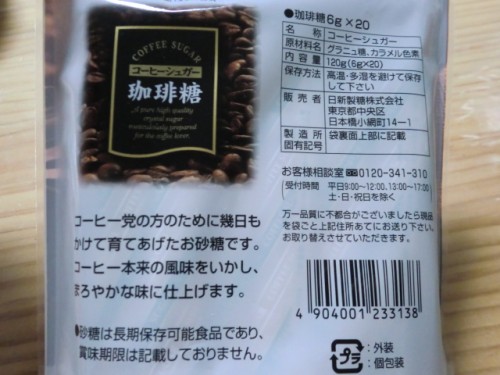 COFFEE SUGAR
コーヒーシュガー
珈琲糖
A pure high quality
crystal sugar
for the coffee lover.
コーヒー党の方のために幾日も
かけて育てあげたお砂糖です。
コーヒー本来の風味をいかし、
まろやかな味に仕上げます。
●砂糖は長期保存可能食品であり、
賞味期限は記載しておりません。
●珈琲糖6g×20
名称 コーヒーシュガー
原材料名 グラニュ糖、カラメル色素
内容量 120g(6g×20)
保存方法 高温・多湿を避けて保存
して下さい
販売者 日新製糖株式会社
東京都中央区
日本橋小網町14−1
製造所
固有記号 袋裏面上部に記載
お客様相談室 0120-341-310
(受付時間 平日9:00〜12:00、13:00〜17:00
土・日・祝日を除く)
万一品質に不都合がございましたら現品
を袋ごと上記住所あてにお送り下さい。
お取り替えさせていただきます。
4 904001 233138
プラ
:外装
:個包装